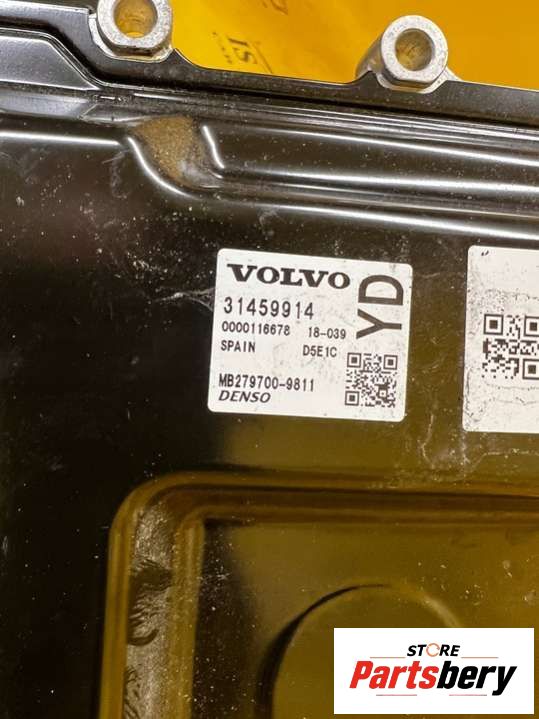 VOLVO
31459914
YD
0000116678 18-039
SPAIN D5E1C
MB279700-9811
DENSO
STORE
Partsbery